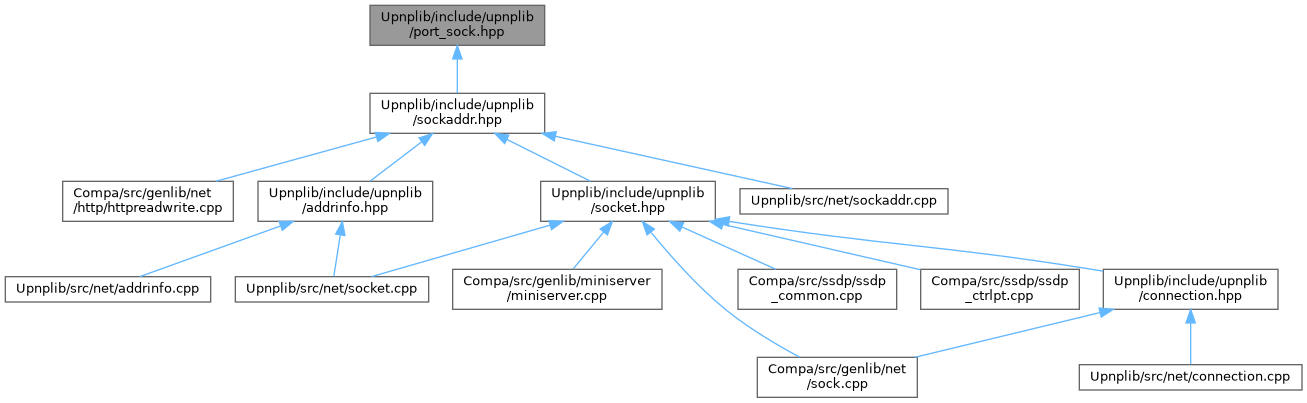 Upnplib/include/upnplib
/port_sock.hpp
Upnplib/include/upnplib
/sockaddr.hpp
Compa/src/genlib/net
/http/httpreadwrite.cpp
Upnplib/include/upnplib
/addrinfo.hpp
Upnplib/include/upnplib
/socket.hpp
Upnplib/src/net/sockaddr.cpp
Upnplib/src/net/addrinfo.cpp
Upnplib/src/net/socket.cpp
Compa/src/genlib/miniserver
/miniserver.cpp
Compa/src/ssdp/ssdp
_common.cpp
Compa/src/ssdp/ssdp
_ctrlpt.cpp
Upnplib/include/upnplib
/connection.hpp
Compa/src/genlib/net
/sock.cpp
Upnplib/src/net/connection.cpp